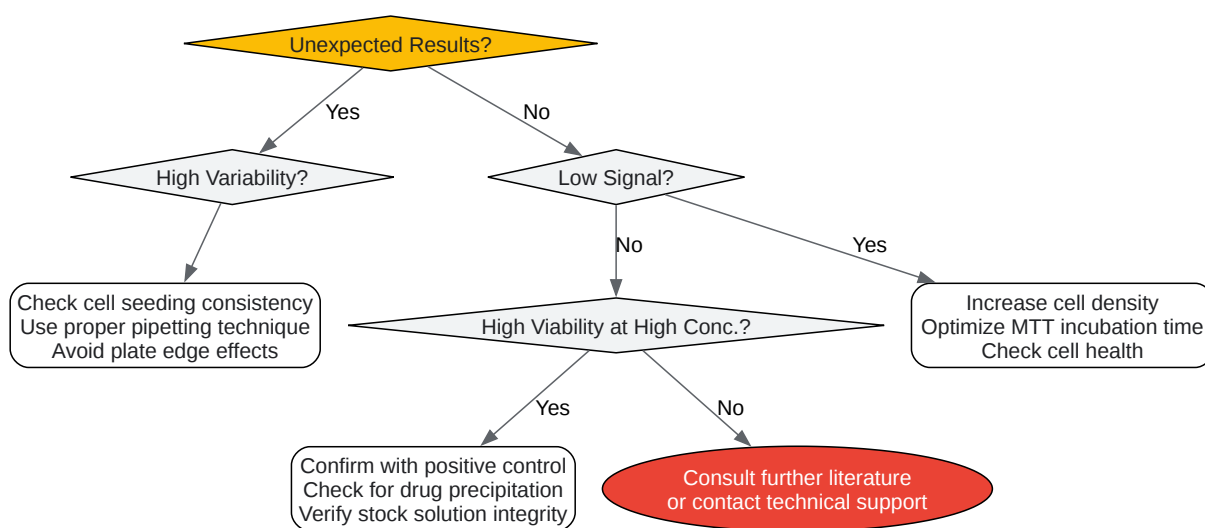 Unexpected Results?
Yes
No
High Variability?
Low Signal?
No
Yes
Check cell seeding consistency
Use proper pipetting technique
Avoid plate edge effects
High Viability at High Conc.?
Increase cell density
Optimize MTT incubation time
Check cell health
Yes
No
Confirm with positive control
Check for drug precipitation
Verify stock solution integrity
Consult further literature
or contact technical support